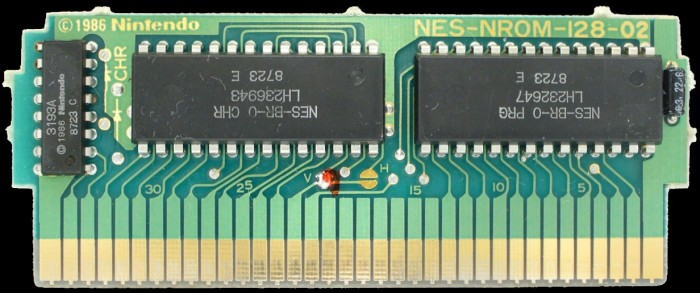 ©1986 Nintendo
NES-NROM-128-02
CHR
3193A
©1986 Nintendo
8723 C
NES-BR-0 CHR
LH236943
8723 E
NES-BR-0 PRG
LH232647
8723 E
V
H
30
25
15
10
5